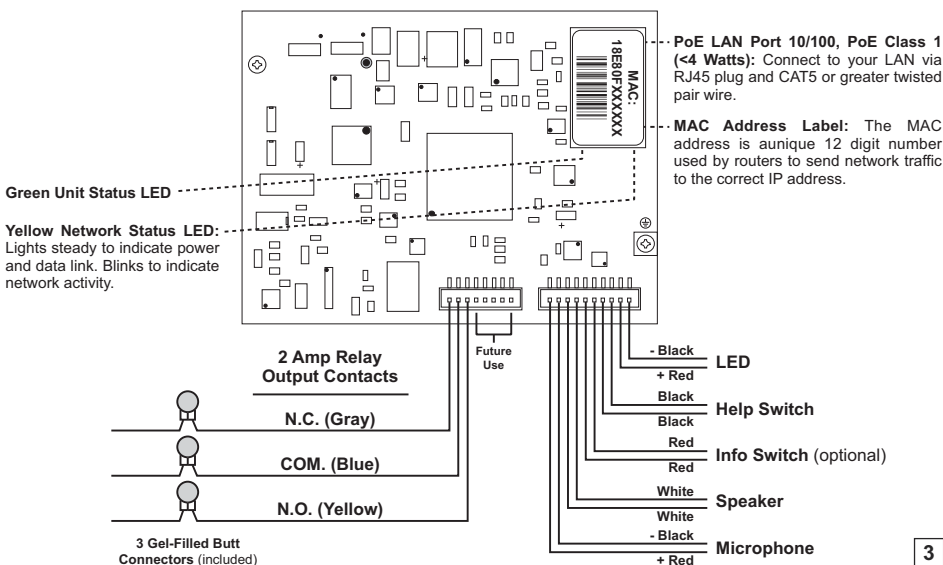 MAC:
18E80FXXXXXX
PoE LAN Port 10/100, PoE Class 1
(<4 Watts): Connect to your LAN via
RJ45 plug and CAT5 or greater twisted
pair wire.
MAC Address Label: The MAC
address is aunique 12 digit number
used by routers to send network traffic
to the correct IP address.
Green Unit Status LED
Yellow Network Status LED:
Lights steady to indicate power
and data link. Blinks to indicate
network activity.
2 Amp Relay
Output Contacts
Future
Use
N.C. (Gray)
COM. (Blue)
N.O. (Yellow)
3 Gel-Filled Butt
Connectors (included)
- Black
LED
+ Red
Black
Help Switch
Black
Red
Info Switch (optional)
Red
White
Speaker
White
- Black
Microphone
+ Red
3